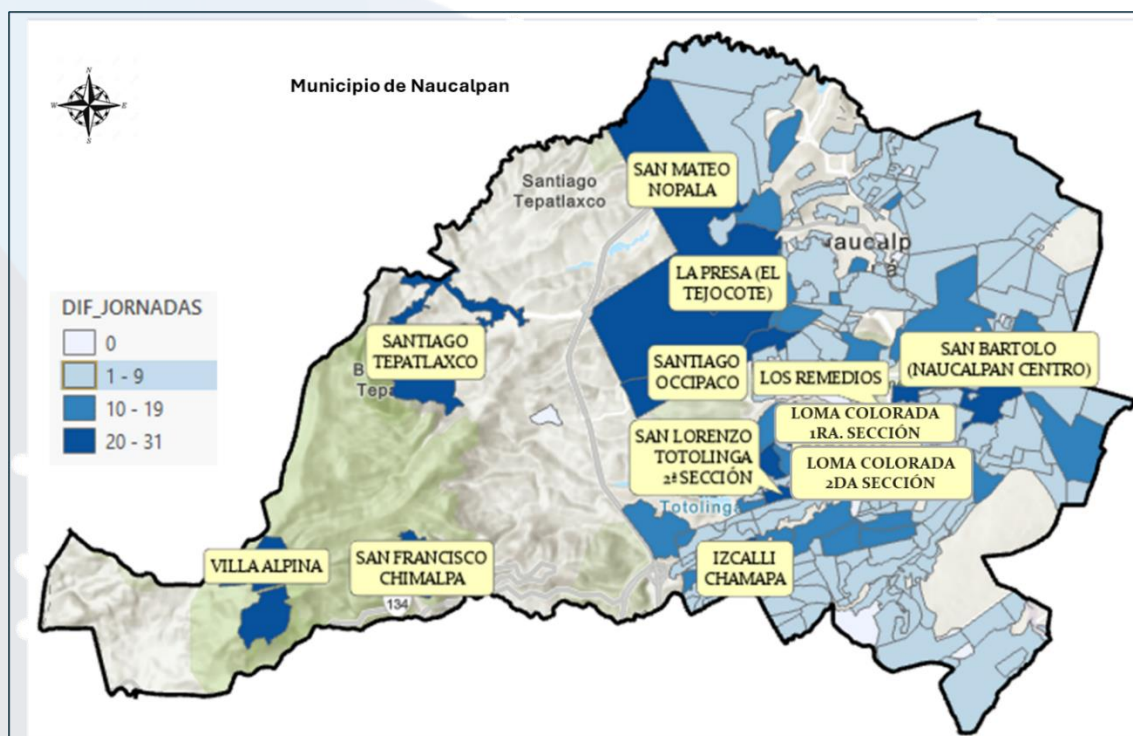 Municipio de Naucalpan
N
W
E
S
Santiago
Tepatlaxco
SAN MATEO
NOPALA
LA PRESA (EL
TEJOCOTE)
DIF_JORNADAS
0
1 - 9
10 - 19
20 - 31
SANTIAGO
TEPATLAXCO
SANTIAGO
OCCIPACO
LOS REMEDIOS
SAN BARTOLO
(NAUCALPAN CENTRO)
LOMA COLORADA
1RA. SECCIÓN
SAN LORENZO
TOTOLINGA
2ª SECCIÓN
LOMA COLORADA
2DA SECCIÓN
Totolinga
VILLA ALPINA
SAN FRANCISCO
CHIMALPA
IZCALLI
CHAMAPA
134